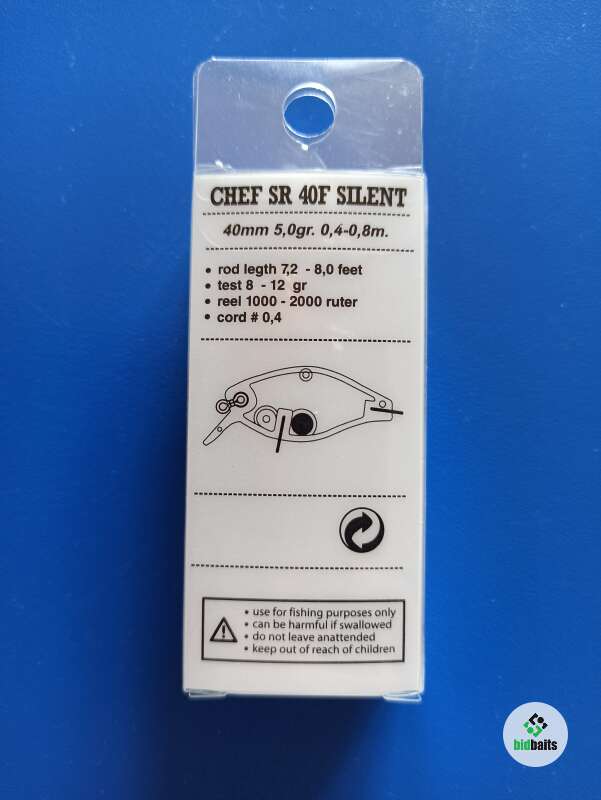 CHEF SR 40F SILENT
40mm 5,0gr. 0,4-0,8m.
• rod legth 7,2 - 8,0 feet
• test 8 - 12 gr
• reel 1000 - 2000 ruter
• cord # 0,4
• use for fishing purposes only
• can be harmful if swallowed
• do not leave anattended
• keep out of reach of children
bidbaits